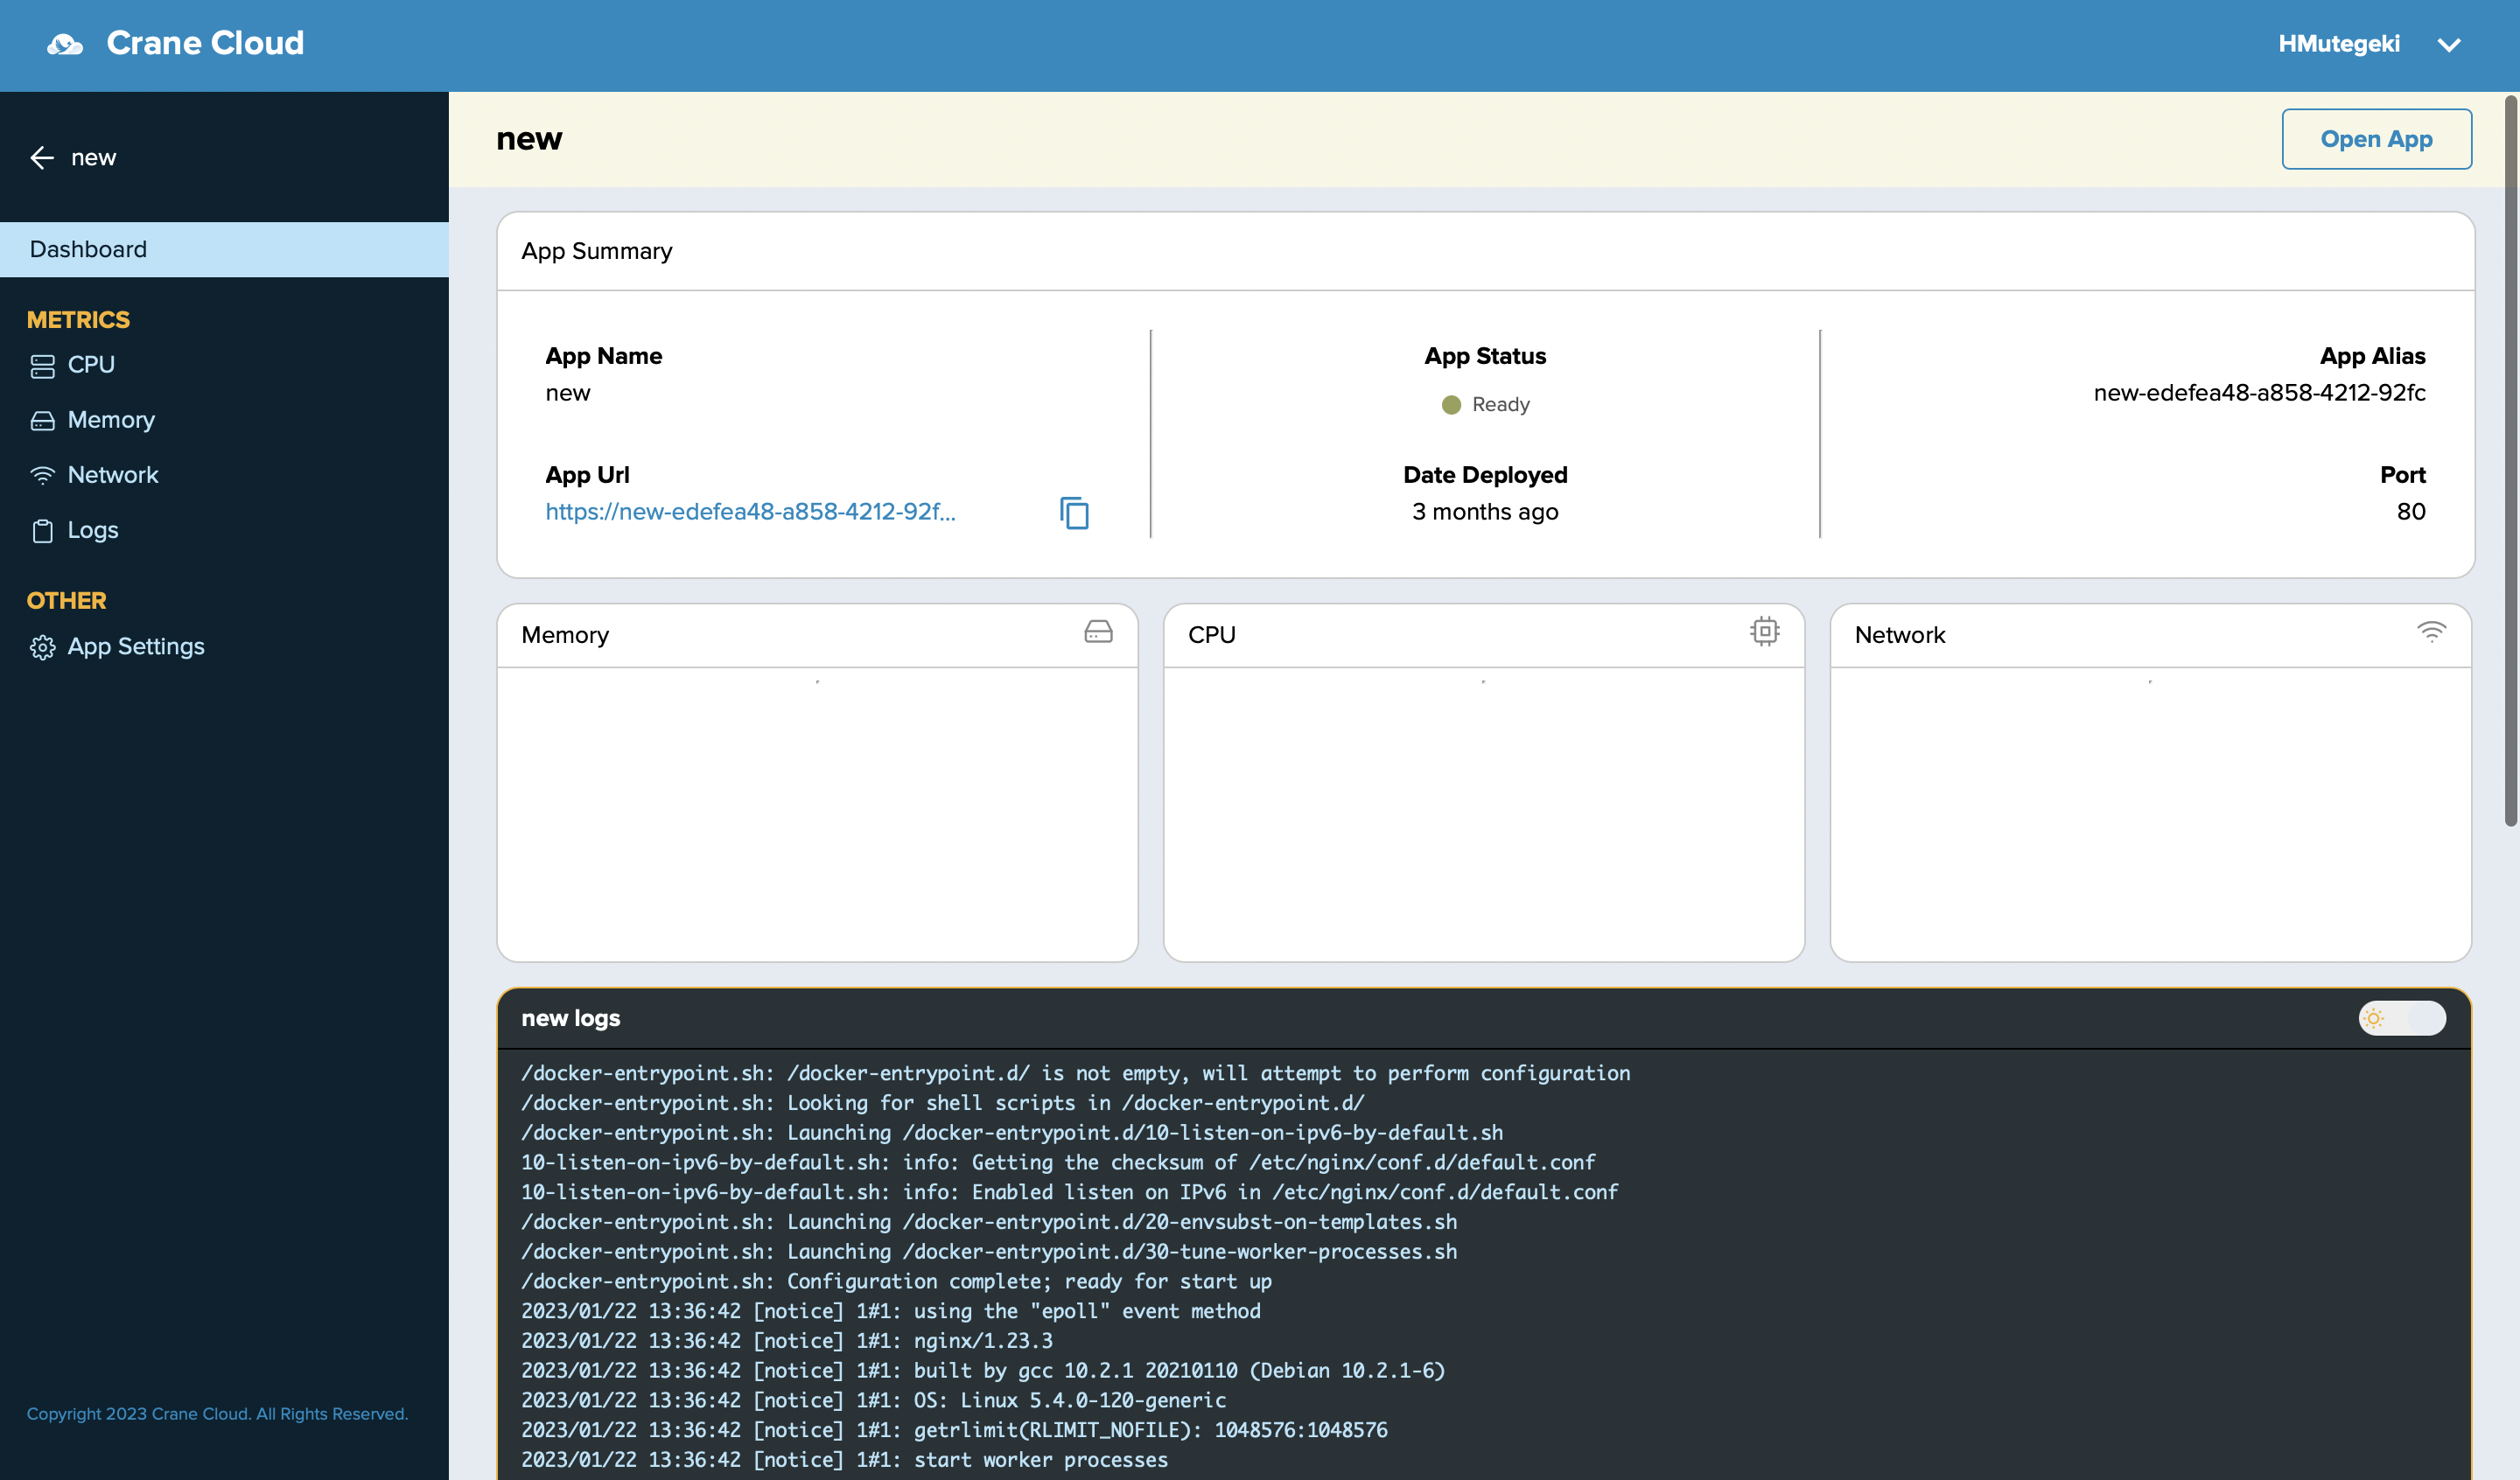 Crane Cloud
HMutegeki
new
Dashboard
METRICS
CPU
Memory
Network
Logs
OTHER
App Settings
Copyright 2023 Crane Cloud. All Rights Reserved.
new
Open App
App Summary
App Name
new
App Url
https://new-edefea48-a858-4212-92f...
App Status
Ready
Date Deployed
3 months ago
App Alias
new-edefea48-a858-4212-92fc
Port
80
Memory
CPU
Network
new logs
/docker-entrypoint.sh: /docker-entrypoint.d/ is not empty, will attempt to perform configuration
/docker-entrypoint.sh: Looking for shell scripts in /docker-entrypoint.d/
/docker-entrypoint.sh: Launching /docker-entrypoint.d/10-listen-on-ipv6-by-default.sh
10-listen-on-ipv6-by-default.sh: info: Getting the checksum of /etc/nginx/conf.d/default.conf
10-listen-on-ipv6-by-default.sh: info: Enabled listen on IPv6 in /etc/nginx/conf.d/default.conf
/docker-entrypoint.sh: Launching /docker-entrypoint.d/20-envsubst-on-templates.sh
/docker-entrypoint.sh: Launching /docker-entrypoint.d/30-tune-worker-processes.sh
/docker-entrypoint.sh: Configuration complete; ready for start up
2023/01/22 13:36:42 [notice] 1#1: using the "epoll" event method
2023/01/22 13:36:42 [notice] 1#1: nginx/1.23.3
2023/01/22 13:36:42 [notice] 1#1: built by gcc 10.2.1 20210110 (Debian 10.2.1-6)
2023/01/22 13:36:42 [notice] 1#1: OS: Linux 5.4.0-120-generic
2023/01/22 13:36:42 [notice] 1#1: getrlimit(RLIMIT_NOFILE): 1048576:1048576
2023/01/22 13:36:42 [notice] 1#1: start worker processes